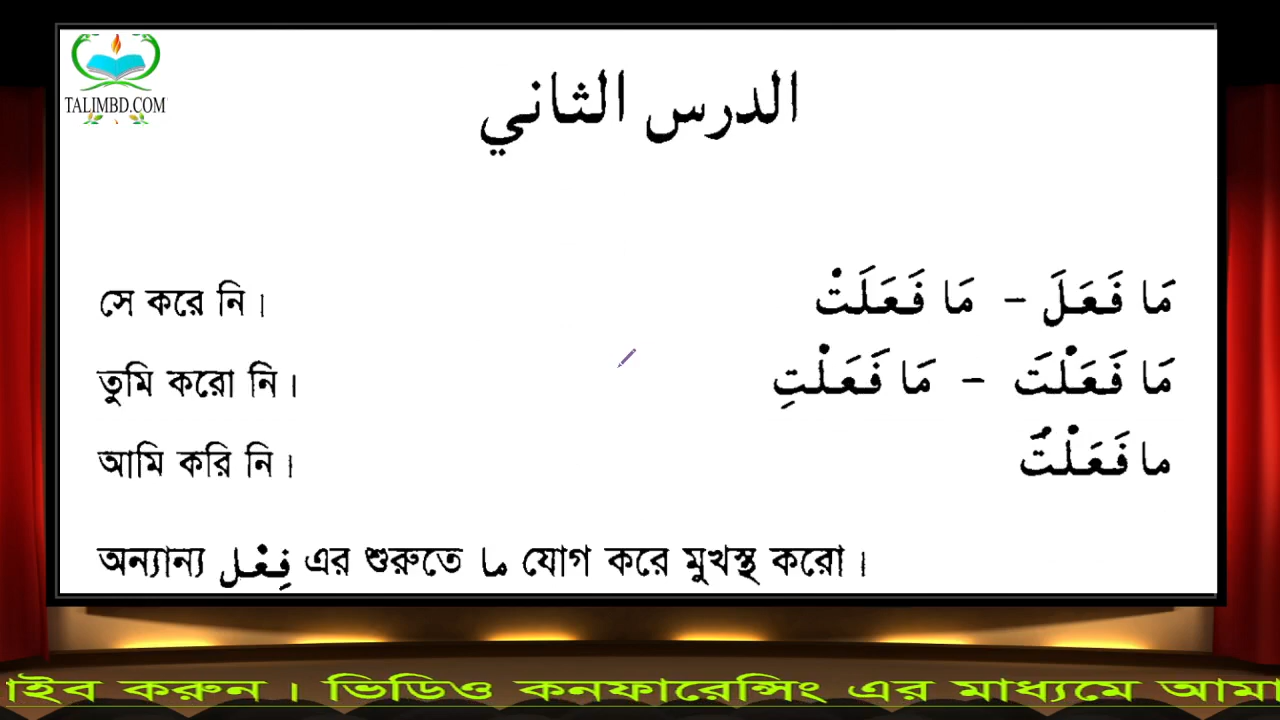 TALIMBD.COM
الدرس الثاني
مَا فَعَلَ – مَا فَعَلَتْ সে করে নি।
مَا فَعَلْتَ – مَا فَعَلْتِ তুমি করো নি।
ما فَعَلْتُ আমি করি নি।
অন্যান্য فِعْل এর শুরুতে ما যোগ করে মুখস্থ করো।
াইব করুন। ভিডিও কনফারেন্সিং এর মাধ্যমে আমা